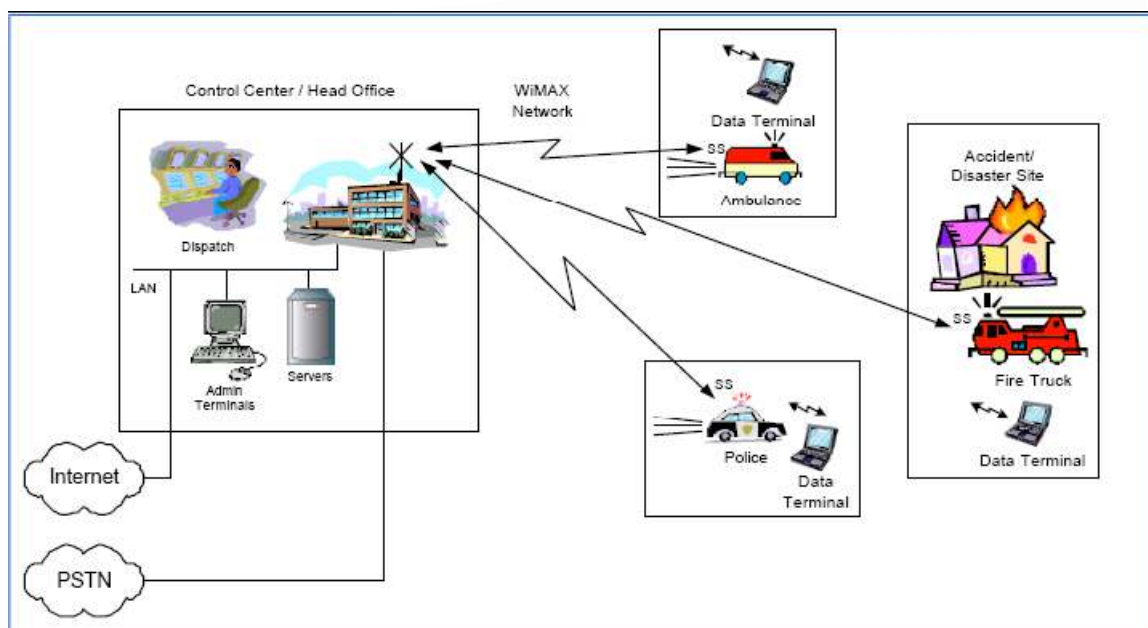 Control Center / Head Office
Dispatch
LAN
Admin
Terminals
Servers
Internet
PSTN
WiMAX
Network
Data Terminal
SS
Ambulance
SS
Police
Data
Terminal
Accident/
Disaster Site
SS
Fire Truck
Data Terminal